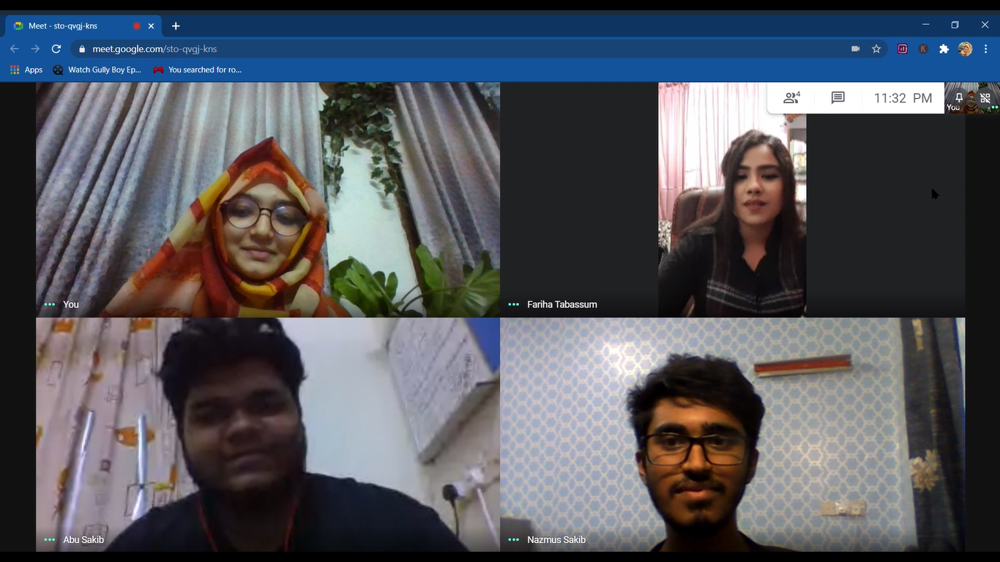 Meet - sto-qvgj-kns
meet.google.com/sto-qvgj-kns
K
Apps
Watch Gully Boy Ep...
You searched for ro...
4
11:32 PM
You
You
Fariha Tabassum
Abu Sakib
Nazmus Sakib